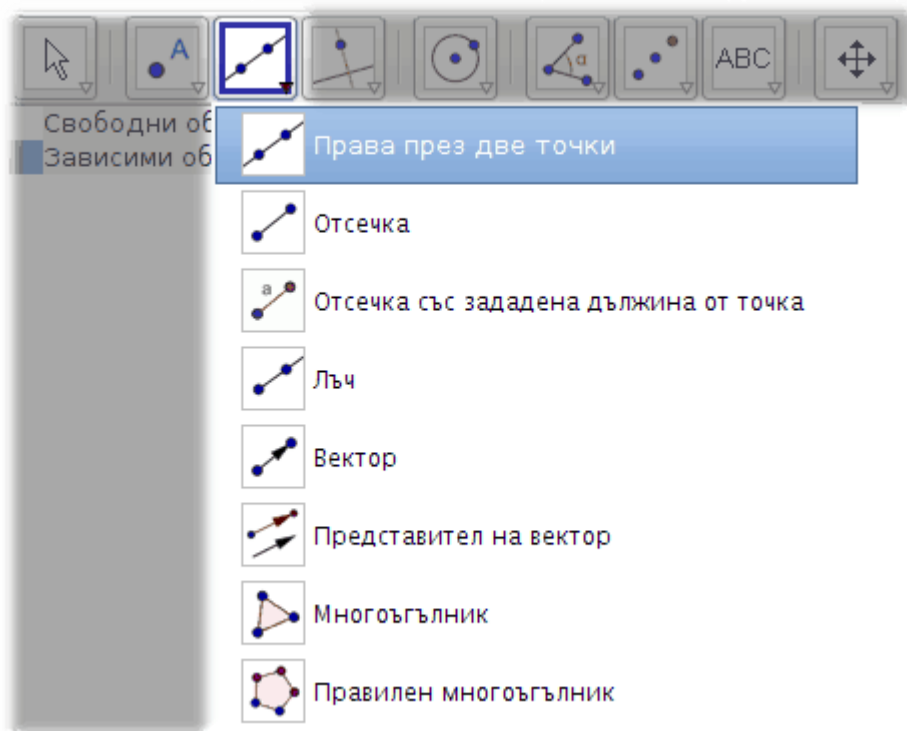 A
α
ABC
Свободни об
Зависими об
Права през две точки
Отсечка
a
Отсечка със зададена дължина от точка
Лъч
Вектор
Представител на вектор
Многоъгълник
Правилен многоъгълник